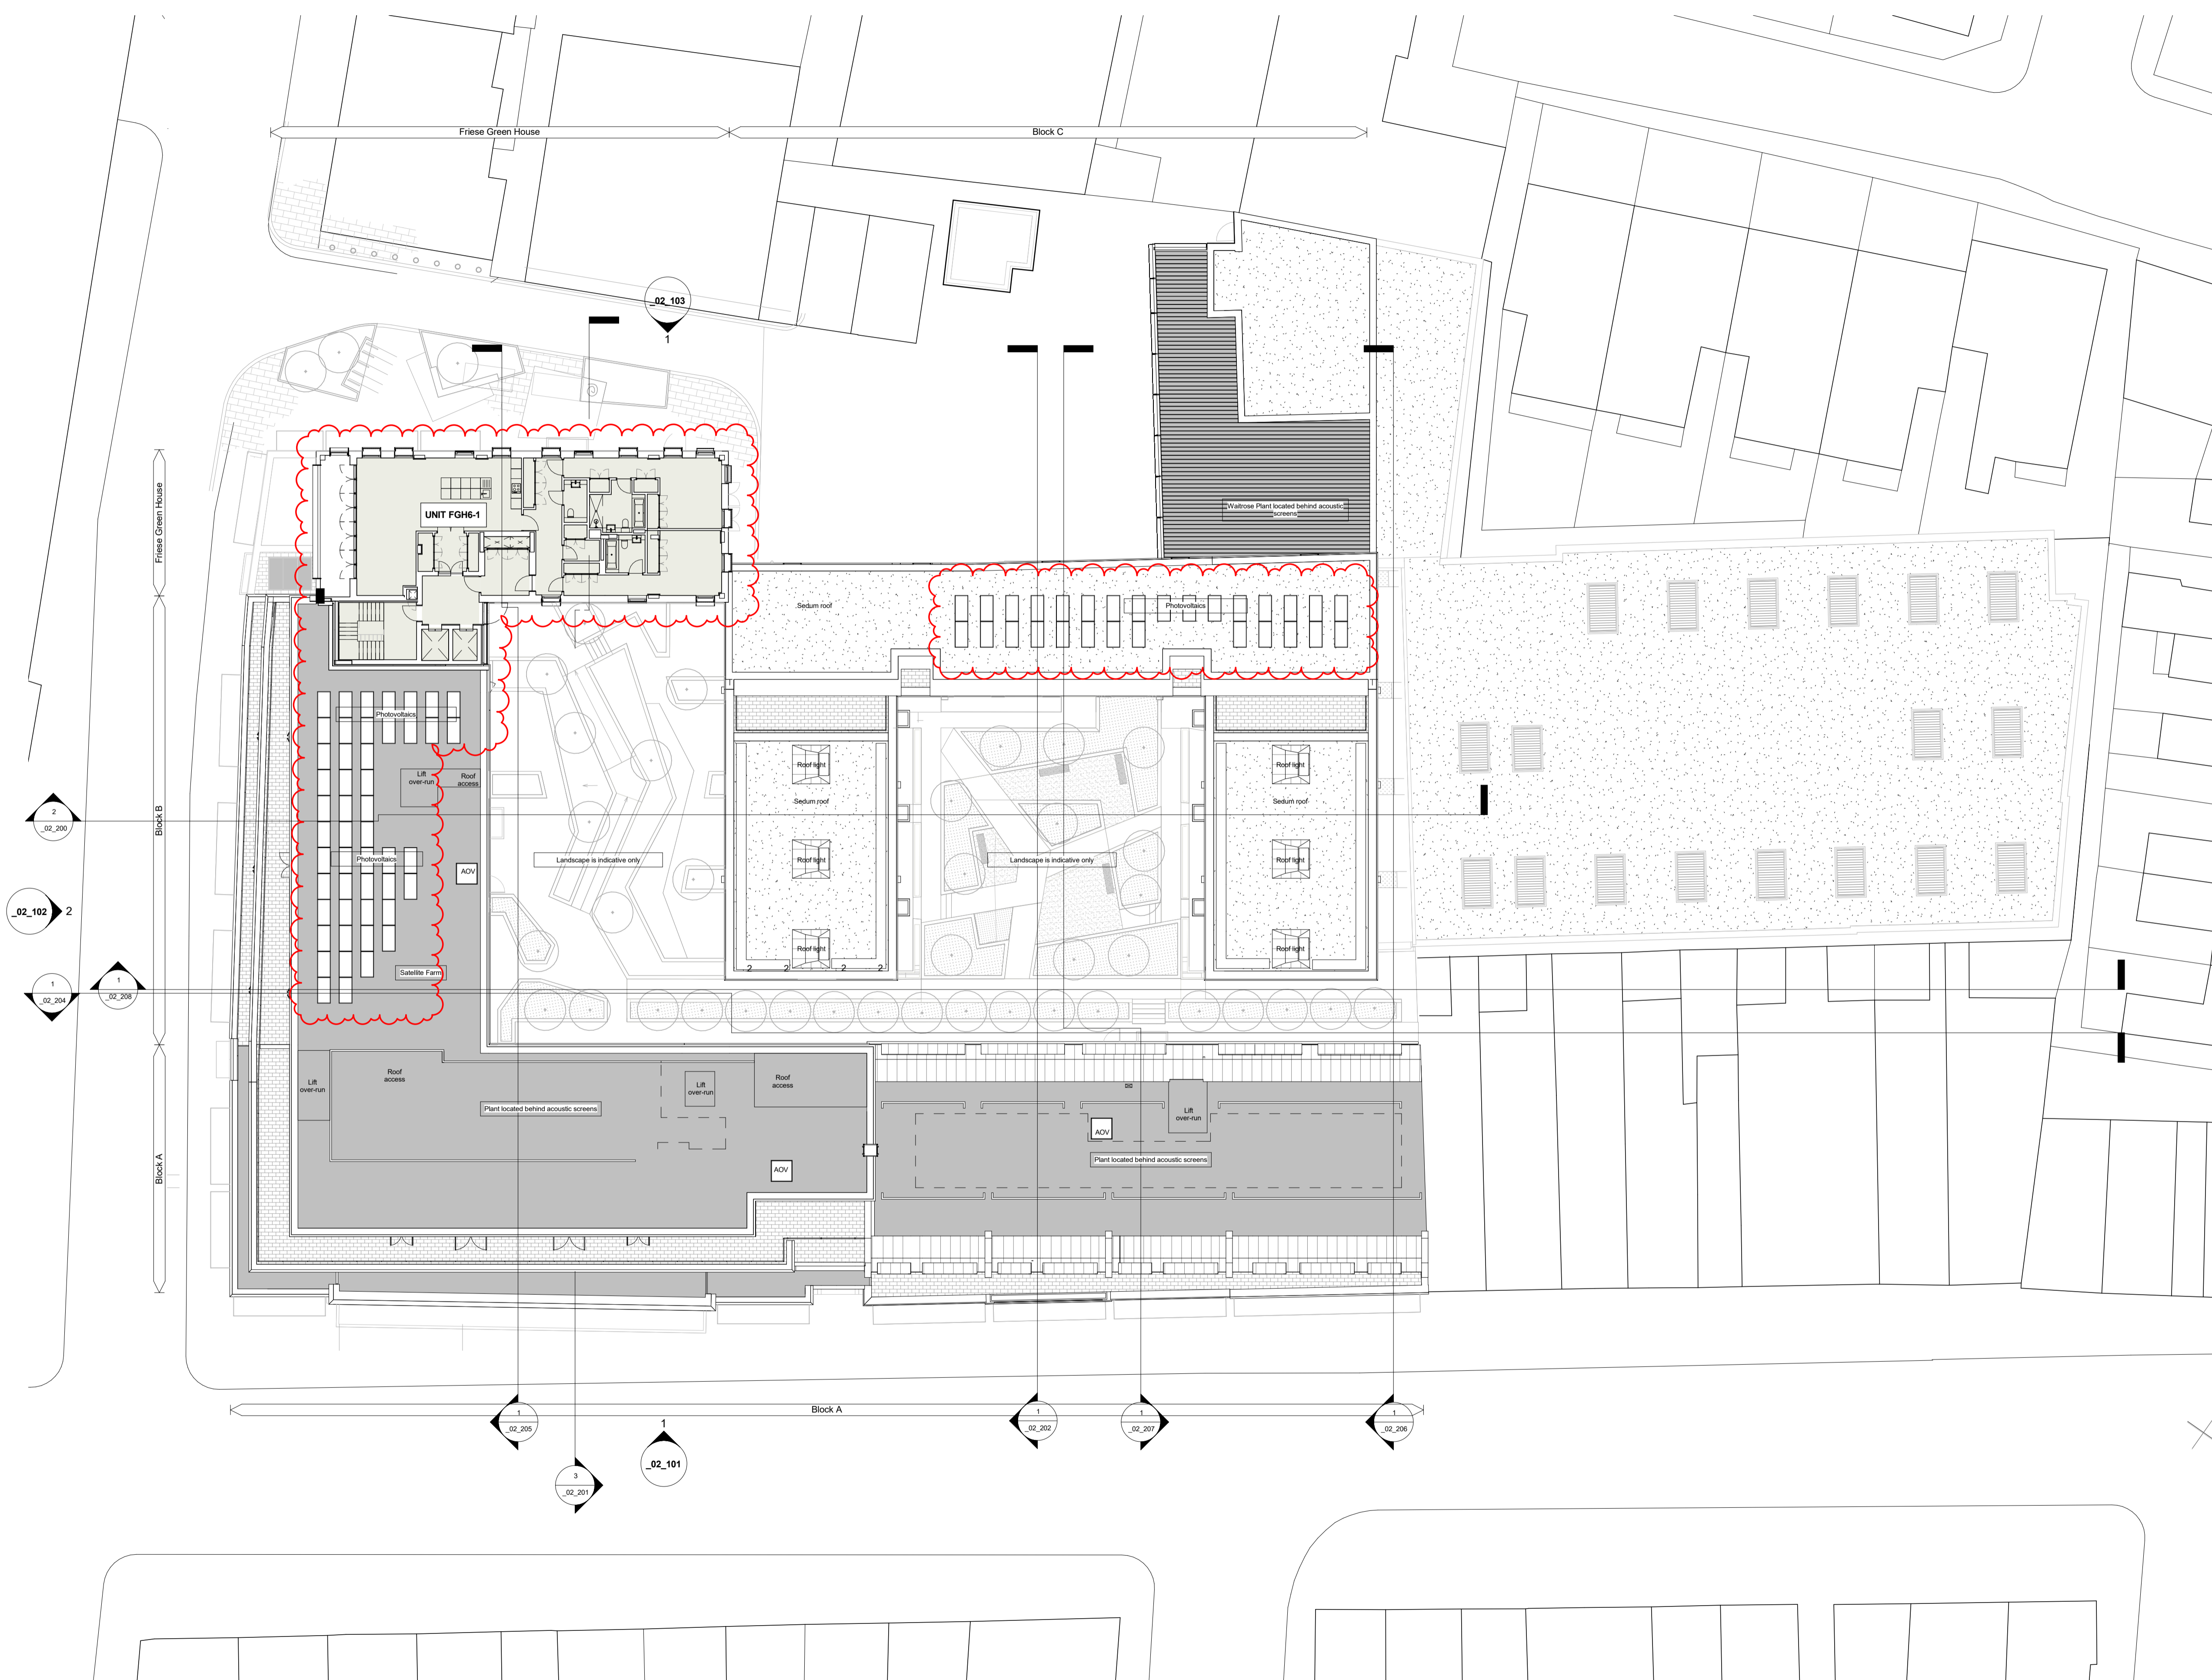 Friese Green House
Block C
_02_103
1
Friese Green House
UNIT FGH6-1
Waitrose Plant located behind acoustic
screens
Sedum roof
Photovoltaics
Photovoltaics
Lift
over-run
Roof
access
Roof light
Roof light
Sedum roof
Sedum roof
Block B
2
_02_200
Photovoltaics
AOV
Landscape is indicative only
Roof light
Landscape is indicative only
Roof light
_02_102
2
Roof light
Roof light
Satellite Farm
2
2
2
2
1
_02_204
1
_02_208
Lift
over-run
Roof
access
Lift
over-run
Roof
access
Plant located behind acoustic screens
Lift
over-run
AOV
Plant located behind acoustic screens
AOV
Block A
Block A
1
_02_205
1
1
_02_202
1
_02_207
1
_02_206
_02_101
3
_02_201